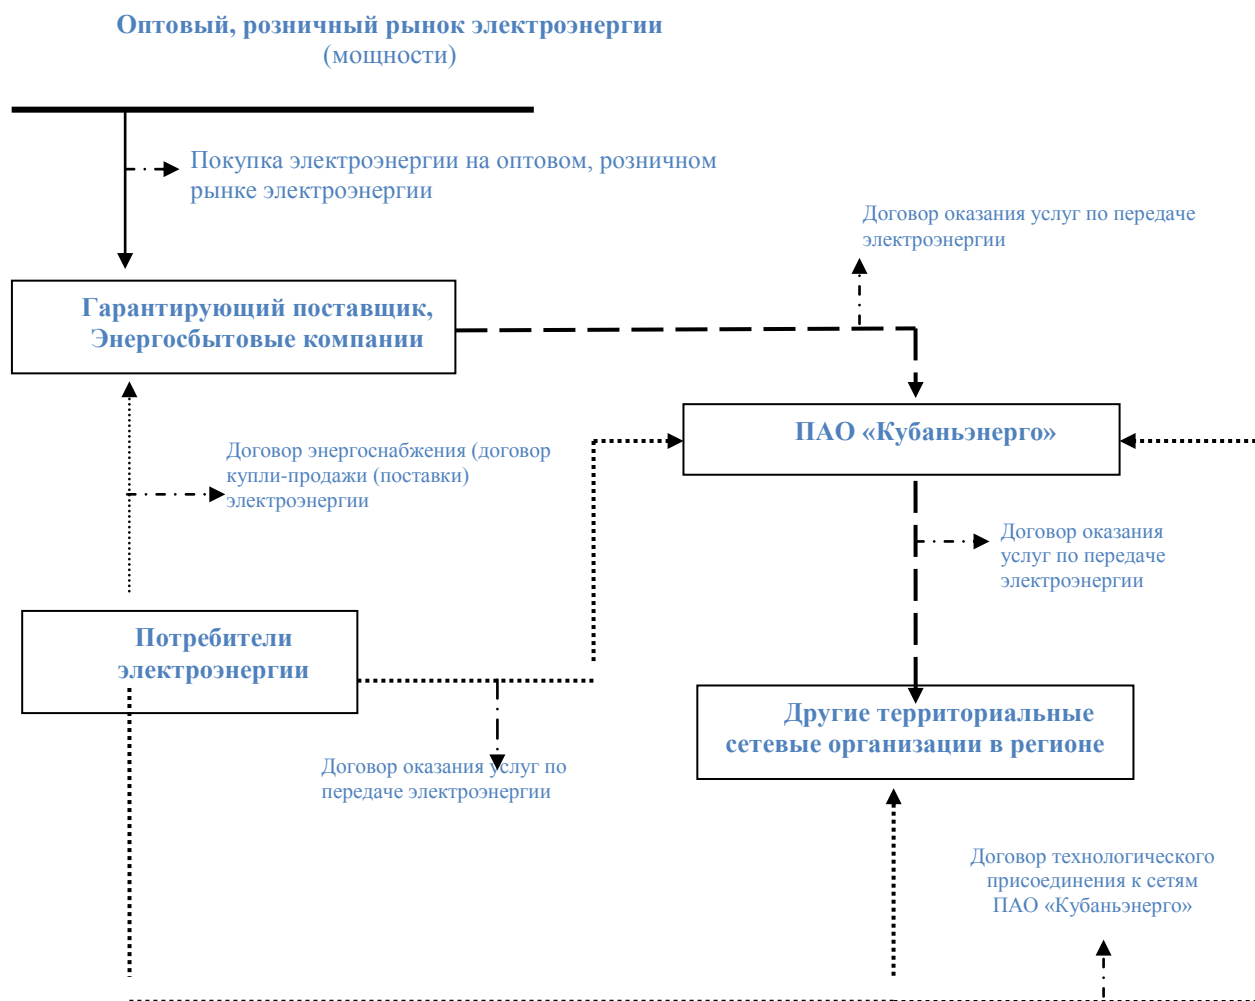 Оптовый, розничный рынок электроэнергии
(мощности)
Покупка электроэнергии на оптовом, розничном
рынке электроэнергии
Договор оказания услуг по передаче
электроэнергии
Гарантирующий поставщик,
Энергосбытовые компании
ПАО «Кубаньэнерго»
Договор энергоснабжения (договор
купли-продажи (поставки)
электроэнергии
Договор оказания
услуг по передаче
электроэнергии
Потребители
электроэнергии
Другие территориальные
сетевые организации в регионе
Договор оказания услуг по
передаче электроэнергии
Договор технологического
присоединения к сетям
ПАО «Кубаньэнерго»